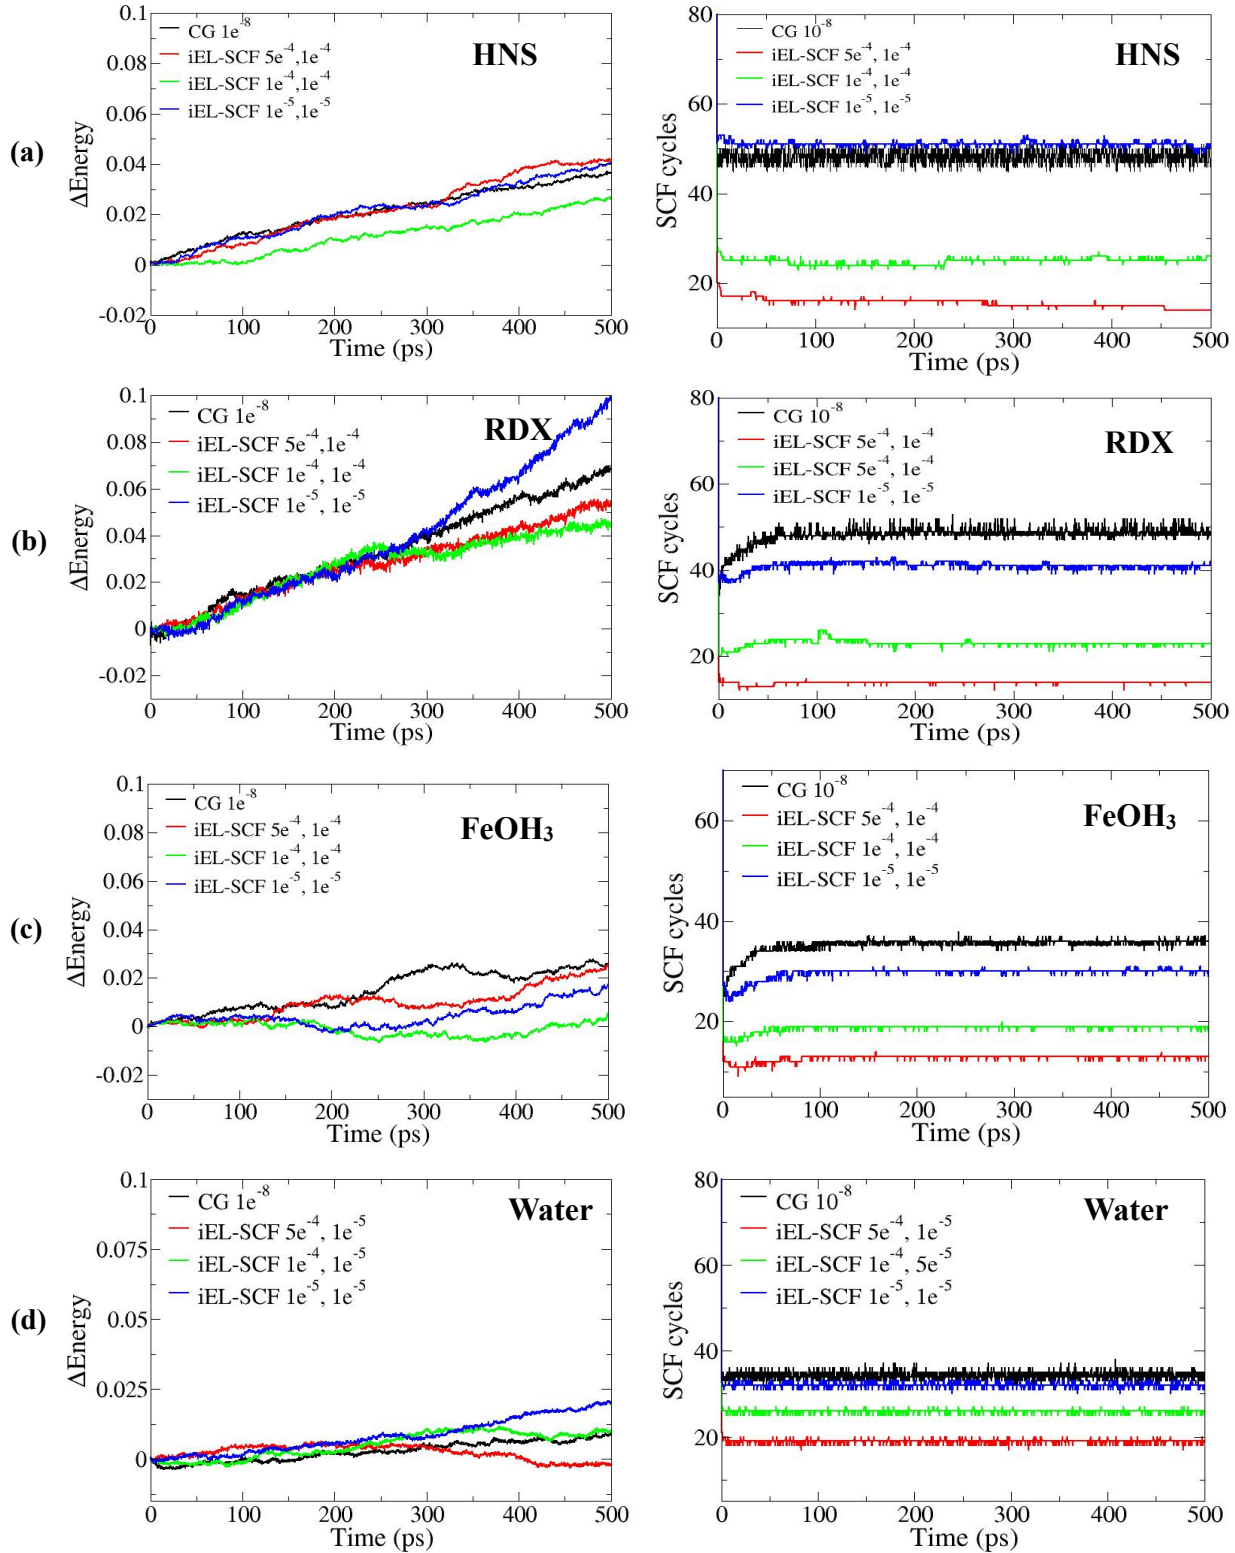 (a)
HNS
CG 1e⁻⁸
iEL-SCF 5e⁻⁴,1e⁻⁴
iEL-SCF 1e⁻⁴,1e⁻⁴
iEL-SCF 1e⁻⁵,1e⁻⁵
ΔEnergy
0.1
0.08
0.06
0.04
0.02
0
-0.02
0 100 200 300 400 500
Time (ps)
HNS
CG 10⁻⁸
iEL-SCF 5e⁻⁴, 1e⁻⁴
iEL-SCF 1e⁻⁴, 1e⁻⁴
iEL-SCF 1e⁻⁵, 1e⁻⁵
SCF cycles
80
60
40
20
0 100 200 300 400 500
Time (ps)
(b)
RDX
CG 1e⁻⁸
iEL-SCF 5e⁻⁴,1e⁻⁴
iEL-SCF 1e⁻⁴, 1e⁻⁴
iEL-SCF 1e⁻⁵, 1e⁻⁵
ΔEnergy
0.1
0.08
0.06
0.04
0.02
0
-0.02
0 100 200 300 400 500
Time (ps)
RDX
CG 10⁻⁸
iEL-SCF 5e⁻⁴, 1e⁻⁴
iEL-SCF 5e⁻⁴, 1e⁻⁴
iEL-SCF 1e⁻⁵, 1e⁻⁵
SCF cycles
80
60
40
20
0 100 200 300 400 500
Time (ps)
(c)
FeOH₃
CG 1e⁻⁸
iEL-SCF 5e⁻⁴, 1e⁻⁴
iEL-SCF 1e⁻⁴, 1e⁻⁴
iEL-SCF 1e⁻⁵, 1e⁻⁵
ΔEnergy
0.1
0.08
0.06
0.04
0.02
0
-0.02
0 100 200 300 400 500
Time (ps)
FeOH₃
CG 10⁻⁸
iEL-SCF 5e⁻⁴, 1e⁻⁴
iEL-SCF 1e⁻⁴, 1e⁻⁴
iEL-SCF 1e⁻⁵, 1e⁻⁵
SCF cycles
60
40
20
0 100 200 300 400 500
Time (ps)
(d)
Water
CG 1e⁻⁸
iEL-SCF 5e⁻⁴, 1e⁻⁵
iEL-SCF 1e⁻⁴, 1e⁻⁵
iEL-SCF 1e⁻⁵, 1e⁻⁵
ΔEnergy
0.1
0.075
0.05
0.025
0
0 100 200 300 400 500
Time (ps)
Water
CG 10⁻⁸
iEL-SCF 5e⁻⁴, 1e⁻⁵
iEL-SCF 1e⁻⁴, 5e⁻⁵
iEL-SCF 1e⁻⁵, 1e⁻⁵
SCF cycles
80
60
40
20
0 100 200 300 400 500
Time (ps)